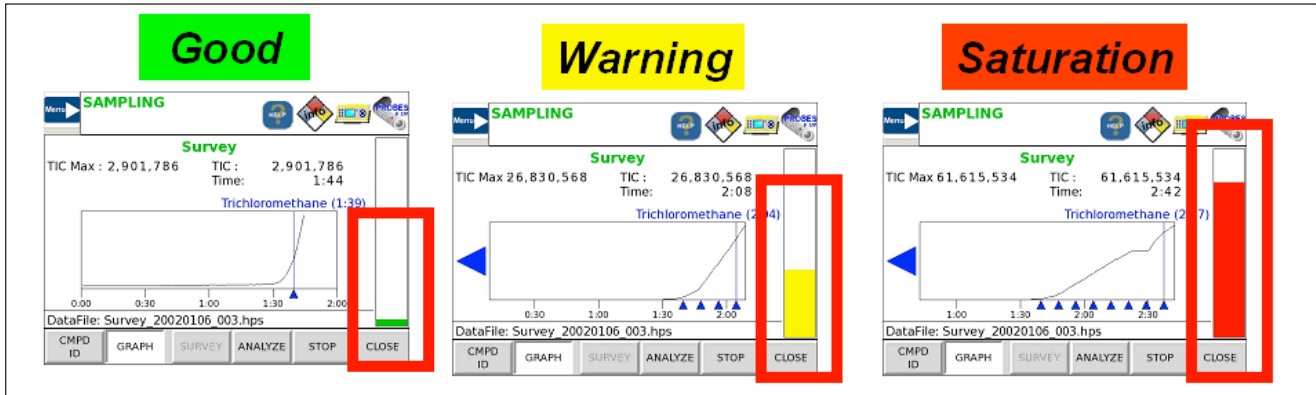 Good
Menu SAMPLING HELP info PROBES
Survey
TIC Max : 2,901,786 TIC : 2,901,786
Time: 1:44
Trichloromethane (1:39)
0:00 0:30 1:00 1:30 2:00
DataFile: Survey_20020106_003.hps
CMPD ID GRAPH SURVEY ANALYZE STOP CLOSE
Warning
Menu SAMPLING HELP info PROBES
Survey
TIC Max 26,830,568 TIC : 26,830,568
Time: 2:08
Trichloromethane (2:04)
0:30 1:00 1:30 2:00
DataFile: Survey_20020106_003.hps
CMPD ID GRAPH SURVEY ANALYZE STOP CLOSE
Saturation
Menu SAMPLING HELP info PROBES
Survey
TIC Max 61,615,534 TIC : 61,615,534
Time: 2:42
Trichloromethane
1:00 1:30 2:00 2:30
DataFile: Survey_20020106_003.hps
CMPD ID GRAPH SURVEY ANALYZE STOP CLOSE